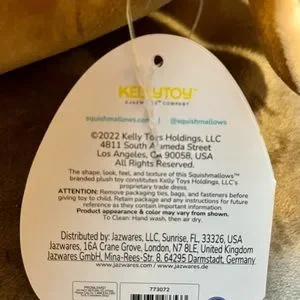 KELLYTOY
A JAZWARES COMPANY
squishmallows.com | @squishmallows
©2022 Kelly Toys Holdings, LLC
4811 South Alameda Street
Los Angeles, CA 90058, USA
All Rights Reserved.
The shape, look, feel, and texture of this Squishmallows™
branded plush toy constitutes Kelly Toys Holdings, LLC's
proprietary trade dress.
ATTENTION: Remove packaging ties, bags, and fasteners before
giving toy to child. Retain packaging and any instructions for future
reference as they contain important information.
Product appearance & color may vary from shown.
To Clean: Hand wash, then air dry.
Distributed by: Jazwares, LLC, Sunrise, FL, 33326, USA
Jazwares, 16A Crane Grove, London, N7 8LE, United Kingdom
Jazwares GmbH, Mina-Rees-Str. 8, 64295 Darmstadt, Germany
Jazwares.com | www.jazwares.com
773072